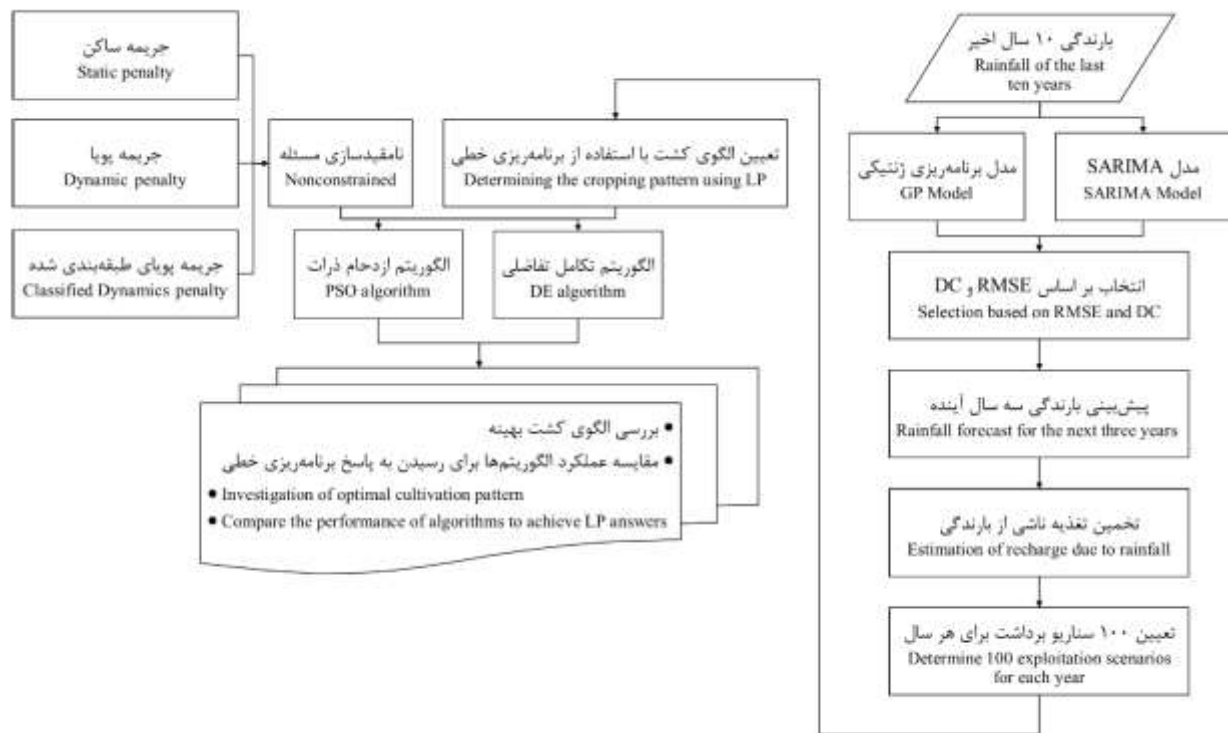 جریمه ساکن
Static penalty
جریمه پویا
Dynamic penalty
جریمه پویای طبقه‌بندی شده
Classified Dynamics penalty
نامقیدسازی مسئله
Nonconstrained
تعیین الگوی کشت با استفاده از برنامه‌ریزی خطی
Determining the cropping pattern using LP
الگوریتم ازدحام ذرات
PSO algorithm
الگوریتم تکامل تفاضلی
DE algorithm
● بررسی الگوی کشت بهینه
● مقایسه عملکرد الگوریتم‌ها برای رسیدن به پاسخ برنامه‌ریزی خطی
● Investigation of optimal cultivation pattern
● Compare the performance of algorithms to achieve LP answers
بارندگی ۱۰ سال اخیر
Rainfall of the last
ten years
مدل برنامه‌ریزی ژنتیکی
GP Model
مدل SARIMA
SARIMA Model
انتخاب بر اساس RMSE و DC
Selection based on RMSE and DC
پیش‌بینی بارندگی سه سال آینده
Rainfall forecast for the next three years
تخمین تغذیه ناشی از بارندگی
Estimation of recharge due to rainfall
تعیین ۱۰۰ سناریو برداشت برای هر سال
Determine 100 exploitation scenarios
for each year